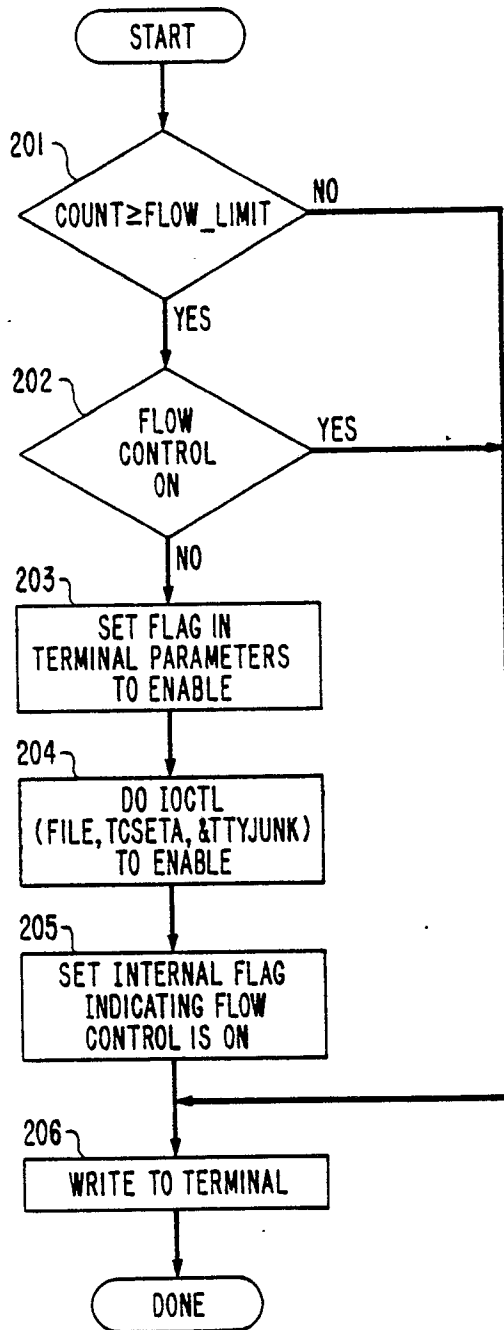 START
201
COUNT≥FLOW_LIMIT
NO
YES
202
FLOW
CONTROL
ON
YES
NO
203
SET FLAG IN
TERMINAL PARAMETERS
TO ENABLE
204
DO IOCTL
(FILE,TCSETA,&TTYJUNK)
TO ENABLE
205
SET INTERNAL FLAG
INDICATING FLOW
CONTROL IS ON
206
WRITE TO TERMINAL
DONE